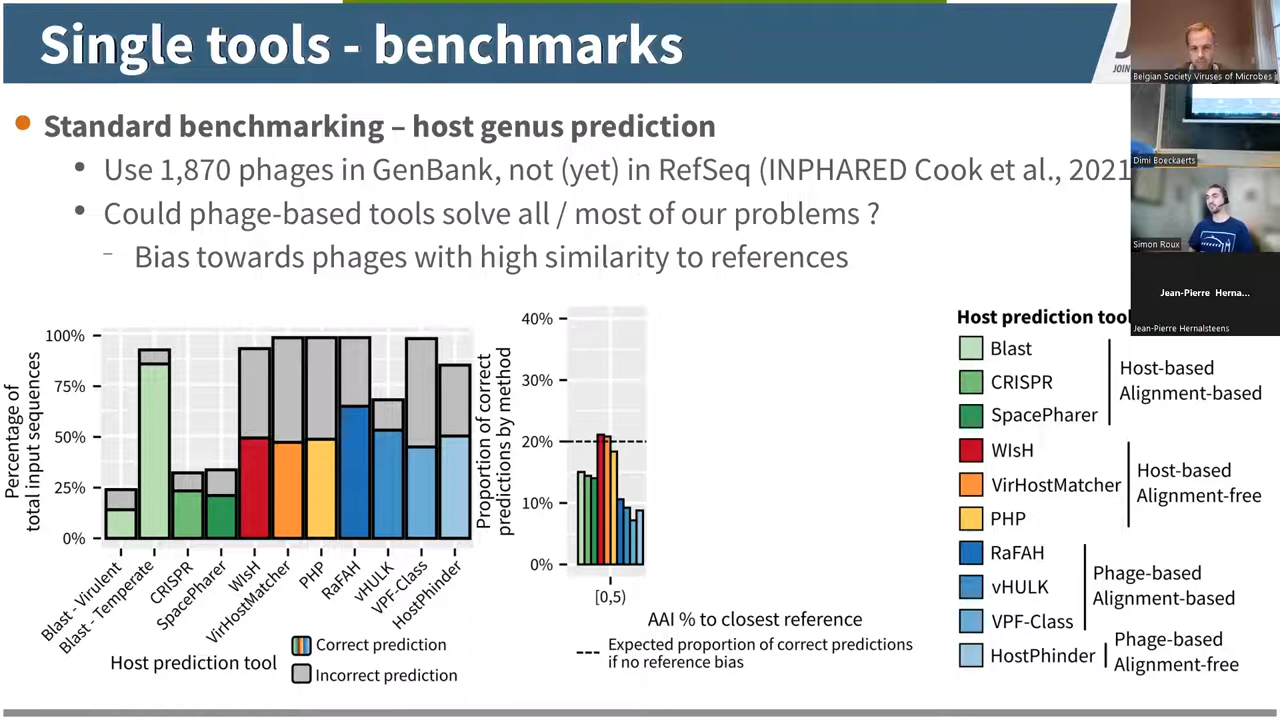 Single tools - benchmarks
JOIN
Belgian Society Viruses of Microbes
Standard benchmarking – host genus prediction
Use 1,870 phages in GenBank, not (yet) in RefSeq (INPHARED Cook et al., 2021
Dimi Boeckaerts
Could phage-based tools solve all / most of our problems ?
Bias towards phages with high similarity to references
Simon Roux
Jean-Pierre Herna...
Jean-Pierre Hernalsteens
Percentage of
total input sequences
100%
75%
50%
25%
0%
Blast - Virulent
Blast - Temperate
CRISPR
SpacePharer
WIsH
VirHostMatcher
PHP
RaFAH
vHULK
VPF-Class
HostPhinder
Host prediction tool
Correct prediction
Incorrect prediction
Proportion of correct
predictions by method
40%
30%
20%
10%
0%
[0,5)
AAI % to closest reference
Expected proportion of correct predictions
if no reference bias
Host prediction tool
Blast
CRISPR
SpacePharer
Host-based
Alignment-based
WIsH
VirHostMatcher
PHP
Host-based
Alignment-free
RaFAH
vHULK
VPF-Class
Phage-based
Alignment-based
HostPhinder
Phage-based
Alignment-free